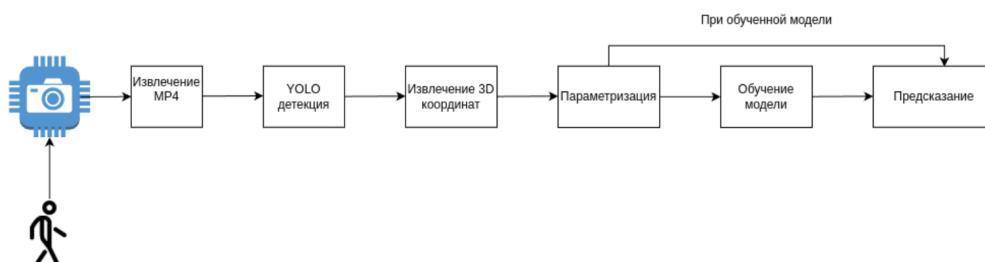 При обученной модели
Извлечение
MP4
YOLO
детекция
Извлечение 3D
координат
Параметризация
Обучение
модели
Предсказание